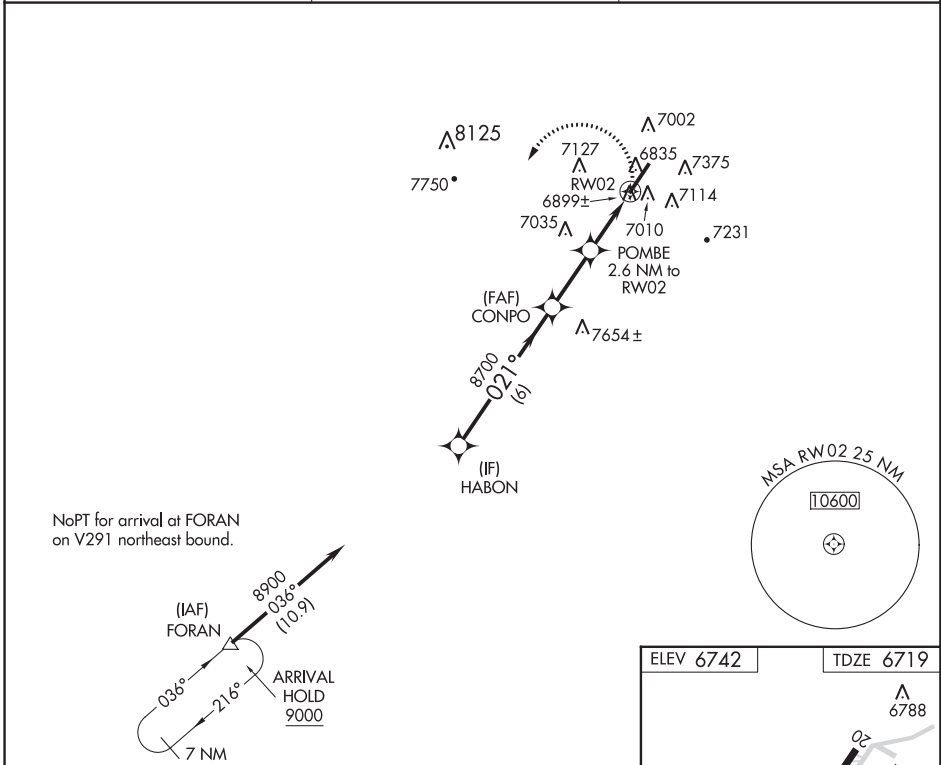 8125
7002
7127
6835
7375
7750
RW02
6899±
7114
7035
7010
7231
POMBE
2.6 NM to
RW02
(FAF)
CONPO
7654 ±
8700
021°
(6)
(IF)
HABON
MSA RW02 25 NM
10600
NoPT for arrival at FORAN
on V291 northeast bound.
8900
036°
(10.9)
(IAF)
FORAN
036°
216°
ARRIVAL
HOLD
9000
7 NM
ELEV 6742
TDZE 6719
6788
20